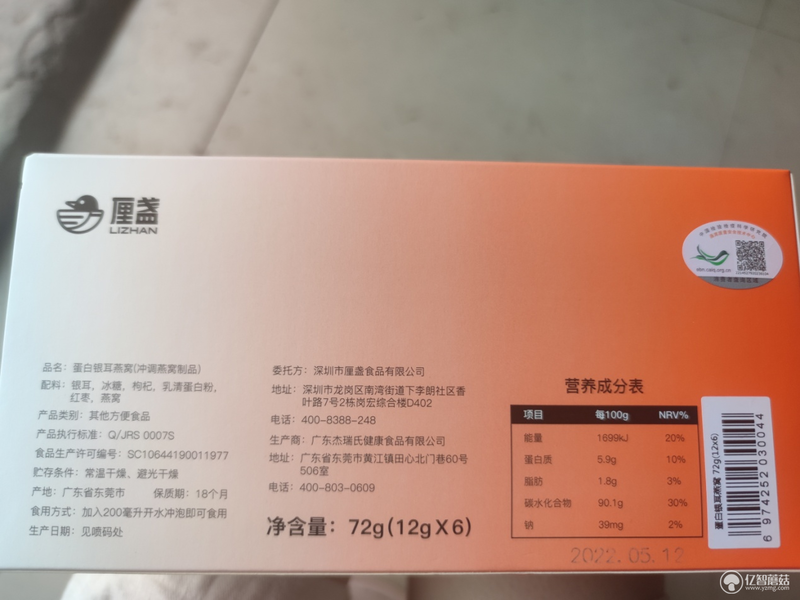 厘盏
LIZHAN
品名：蛋白银耳燕窝(冲调燕窝制品)
配料：银耳、冰糖、枸杞、乳清蛋白粉、
红枣、燕窝
产品类别：其他方便食品
产品执行标准：Q/JRS 0007S
食品生产许可编号：SC10644190011977
贮存条件：常温干燥、避光干燥
产地：广东省东莞市 保质期：18个月
食用方式：加入200毫升开水冲泡即可食用
生产日期：见喷码处
委托方：深圳市厘盏食品有限公司
地址：深圳市龙岗区南湾街道下李朗社区香
叶路7号2栋岗宏综合楼D402
电话：400-8388-248
生产商：广东杰瑞氏健康食品有限公司
地址：广东省东莞市黄江镇田心北门巷60号
506室
电话：400-803-0609
净含量：72g(12gX6)
营养成分表
项目 每100g NRV%
能量 1699kJ 20%
蛋白质 5.9g 10%
脂肪 1.8g 3%
碳水化合物 90.1g 30%
钠 39mg 2%
2022.05.12
蛋白银耳燕窝 72g(12x6)
6 974252 030044
亿智蘑菇
www.yzmg.com